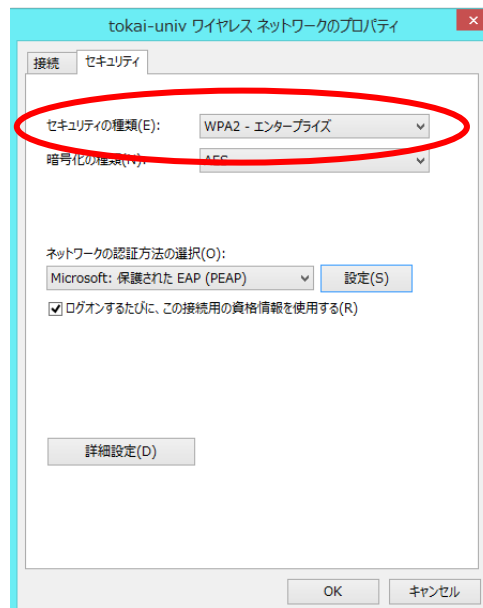 tokai-univ ワイヤレス ネットワークのプロパティ
接続 セキュリティ
セキュリティの種類(E): WPA2 - エンタープライズ
暗号化の種類(N): AES
ネットワークの認証方法の選択(O):
Microsoft: 保護された EAP (PEAP) 設定(S)
ログオンするたびに、この接続用の資格情報を使用する(R)
詳細設定(D)
OK キャンセル